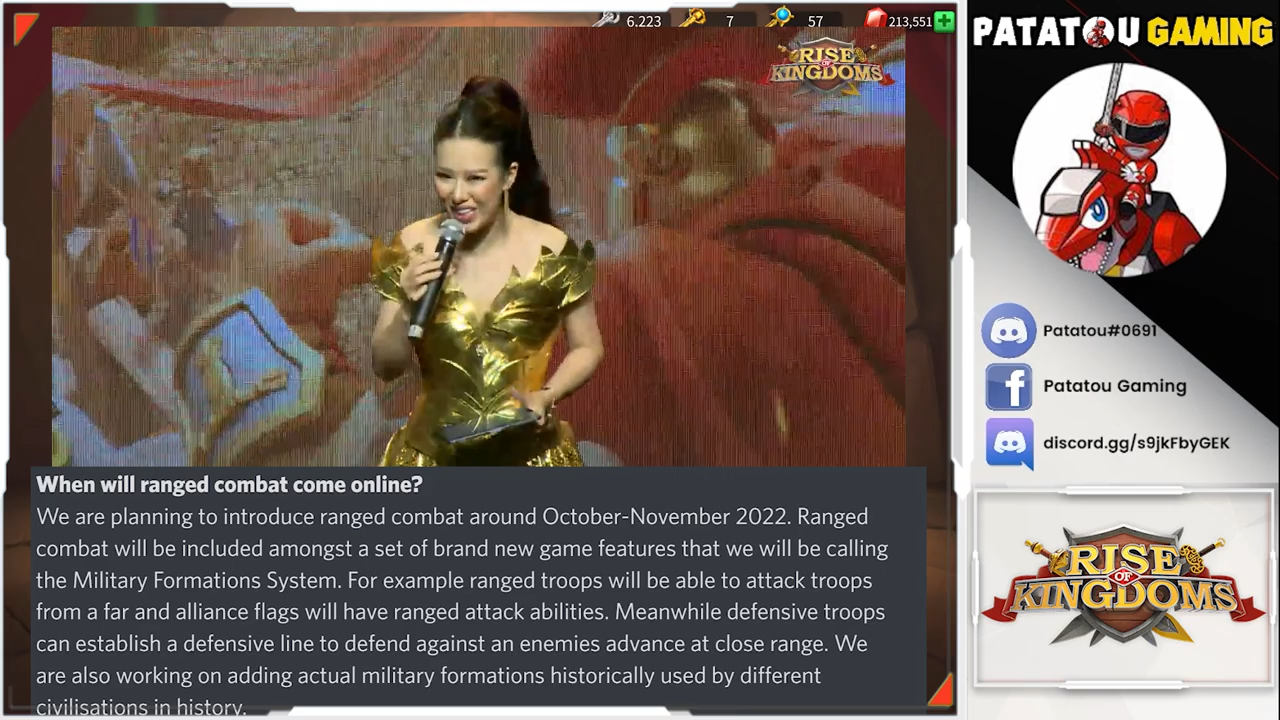 6.223 7 57 213,551
RISE
OF
KINGDOMS
PATATOU GAMING
Patatou#0691
Patatou Gaming
discord.gg/s9jkFbyGEK
When will ranged combat come online?
We are planning to introduce ranged combat around October-November 2022. Ranged
combat will be included amongst a set of brand new game features that we will be calling
the Military Formations System. For example ranged troops will be able to attack troops
from a far and alliance flags will have ranged attack abilities. Meanwhile defensive troops
can establish a defensive line to defend against an enemies advance at close range. We
are also working on adding actual military formations historically used by different
civilisations in history.
RISE
OF
KINGDOMS